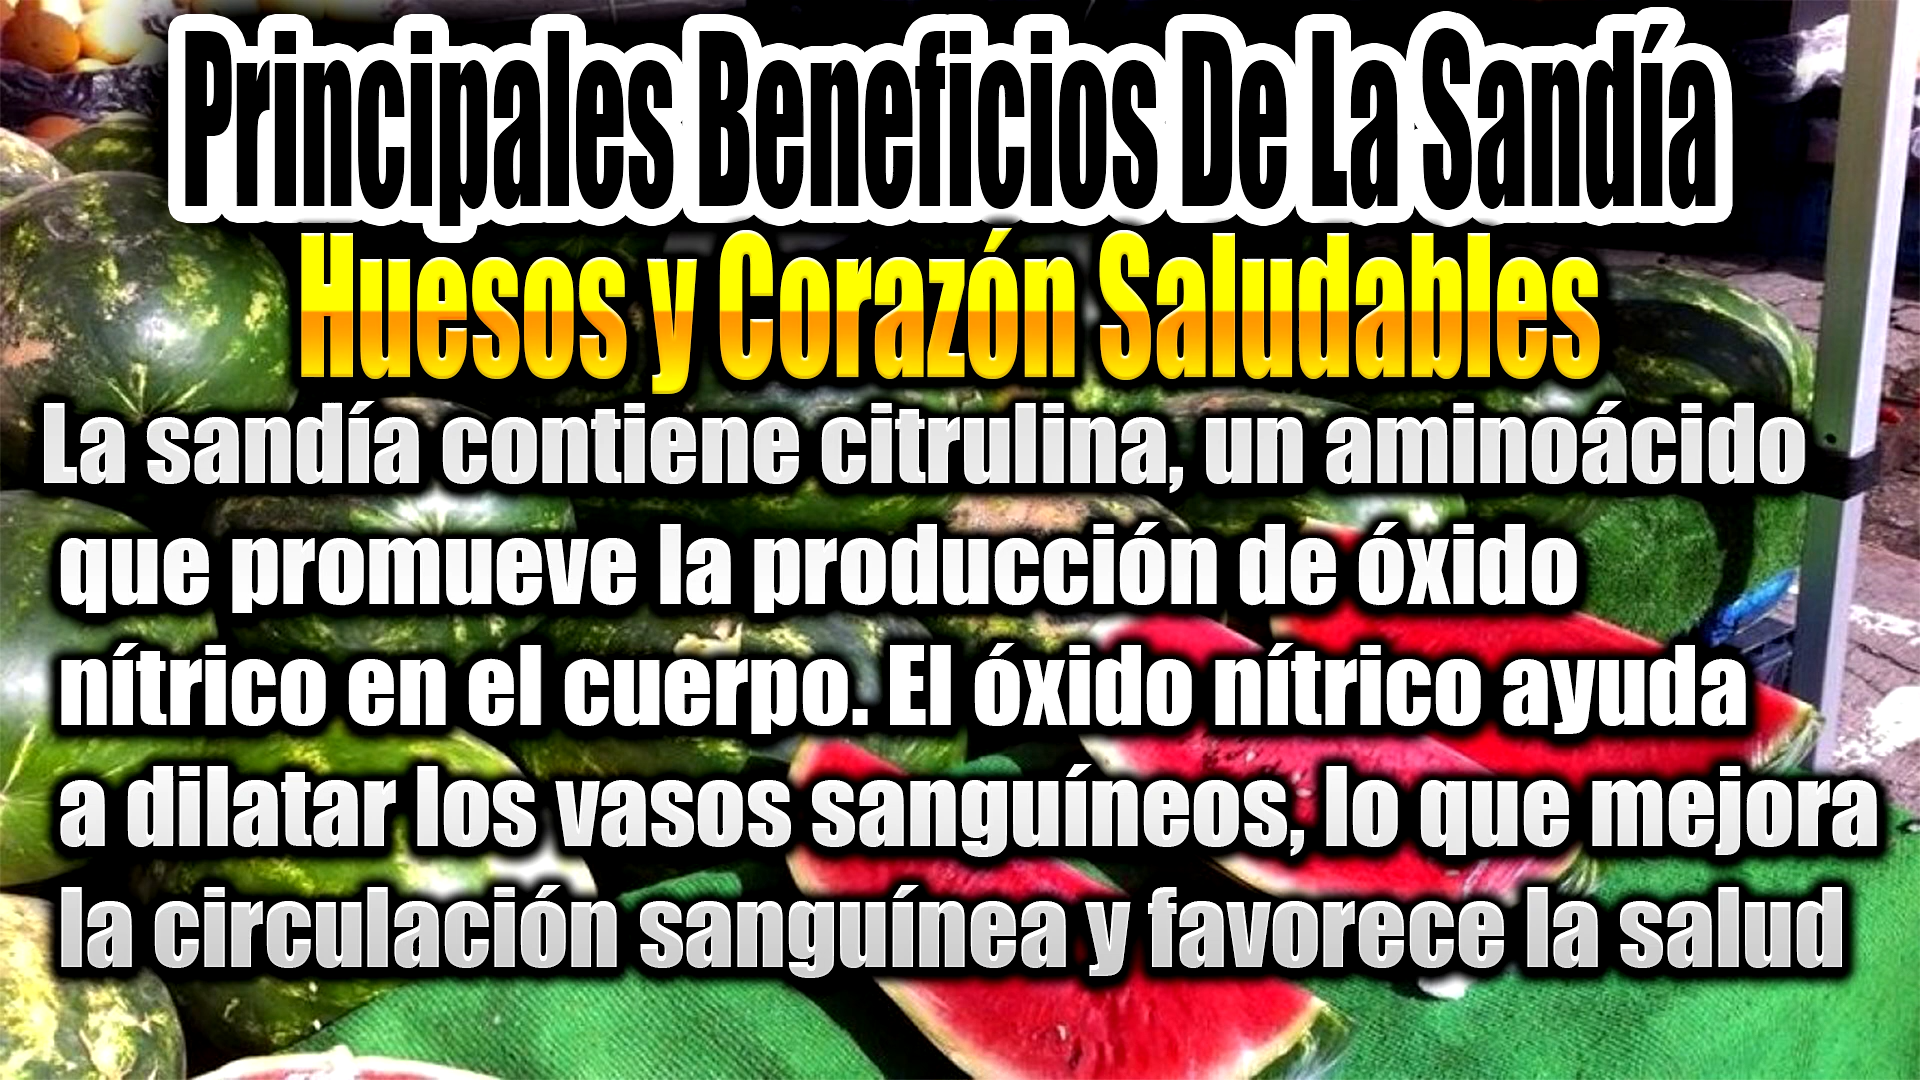 Principales Beneficios De La Sandía
Huesos y Corazón Saludables
La sandía contiene citrulina, un aminoácido
que promueve la producción de óxido
nítrico en el cuerpo. El óxido nítrico ayuda
a dilatar los vasos sanguíneos, lo que mejora
la circulación sanguínea y favorece la salud